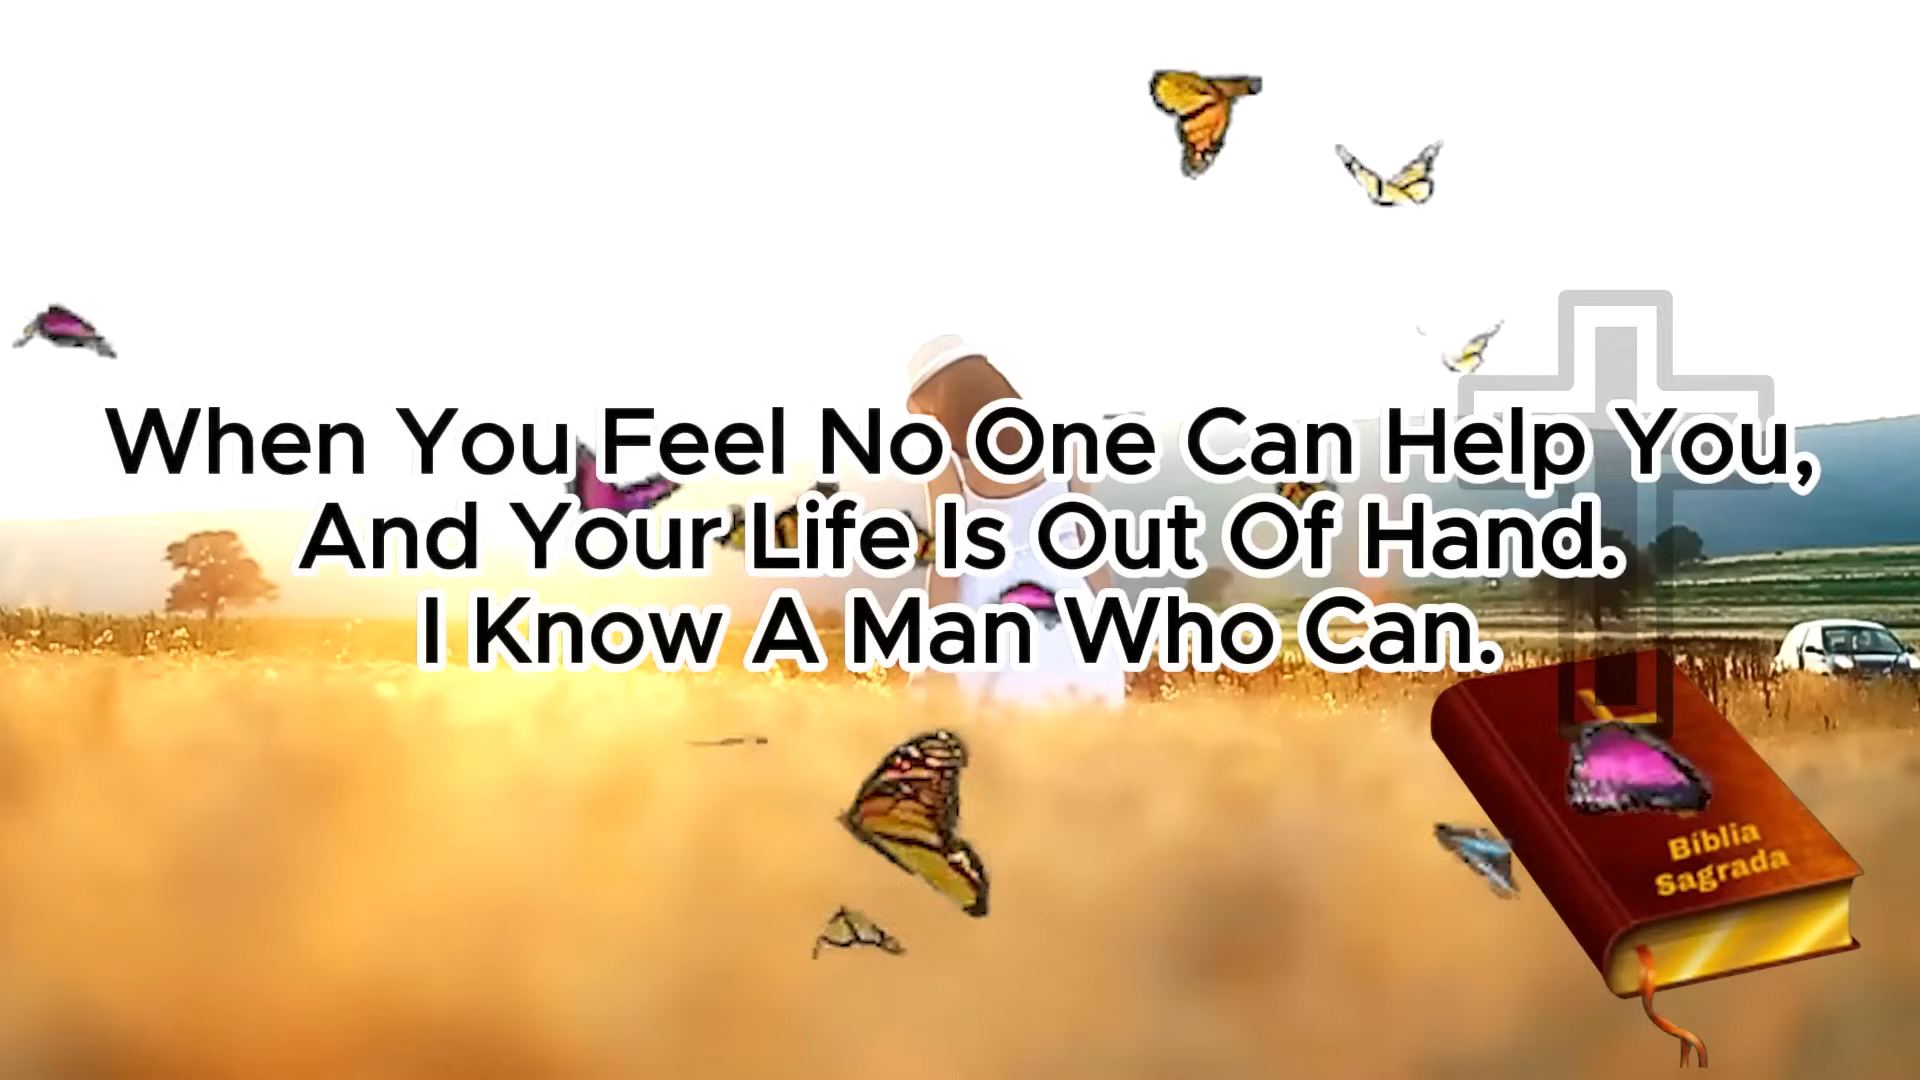 When You Feel No One Can Help You,
And Your Life Is Out Of Hand.
I Know A Man Who Can.
Bíblia
Sagrada